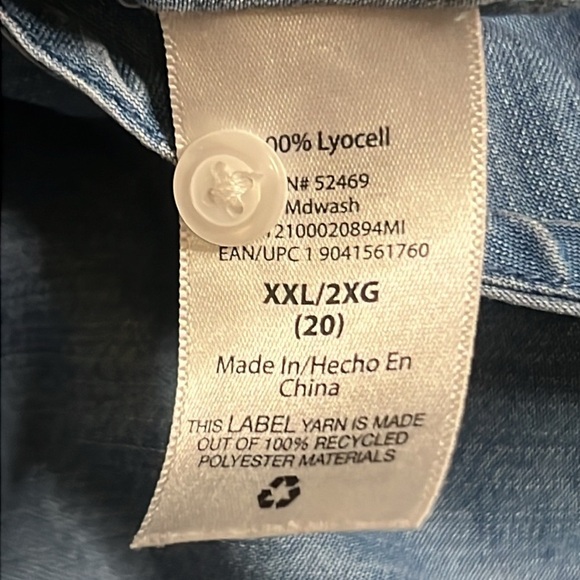 00% Lyocell
N# 52469
Mdwash
2100020894MI
EAN/UPC 1 9041561760
XXL/2XG
(20)
Made In/Hecho En
China
THIS LABEL YARN IS MADE
OUT OF 100% RECYCLED
POLYESTER MATERIALS